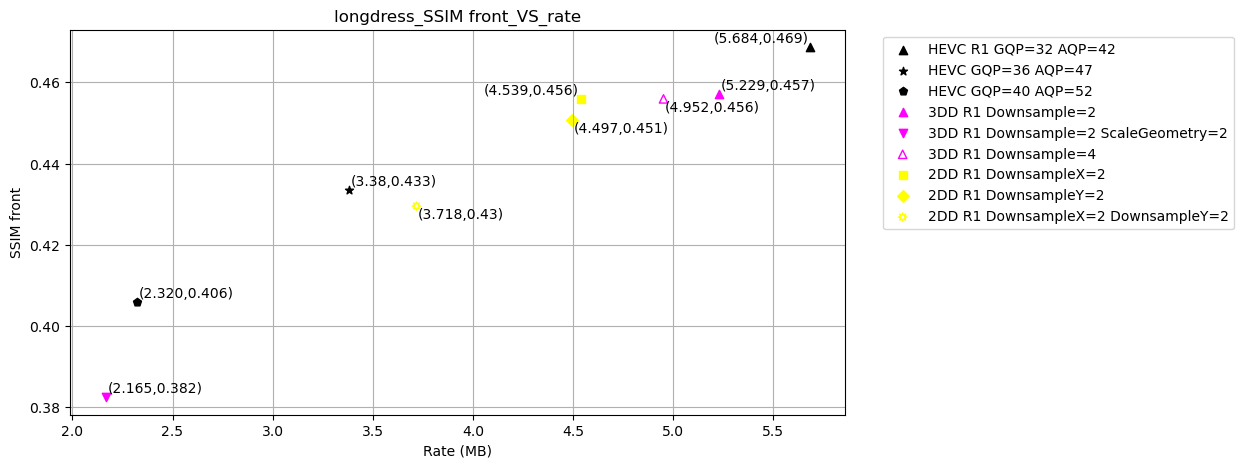 longdress_SSIM front_VS_rate
(5.684,0.469)
(5.229,0.457)
(4.539,0.456)
(4.952,0.456)
(4.497,0.451)
(3.38,0.433)
(3.718,0.43)
(2.320,0.406)
(2.165,0.382)
0.46
0.44
0.42
0.40
0.38
SSIM front
2.0 2.5 3.0 3.5 4.0 4.5 5.0 5.5
Rate (MB)
HEVC R1 GQP=32 AQP=42
HEVC GQP=36 AQP=47
HEVC GQP=40 AQP=52
3DD R1 Downsample=2
3DD R1 Downsample=2 ScaleGeometry=2
3DD R1 Downsample=4
2DD R1 DownsampleX=2
2DD R1 DownsampleY=2
2DD R1 DownsampleX=2 DownsampleY=2